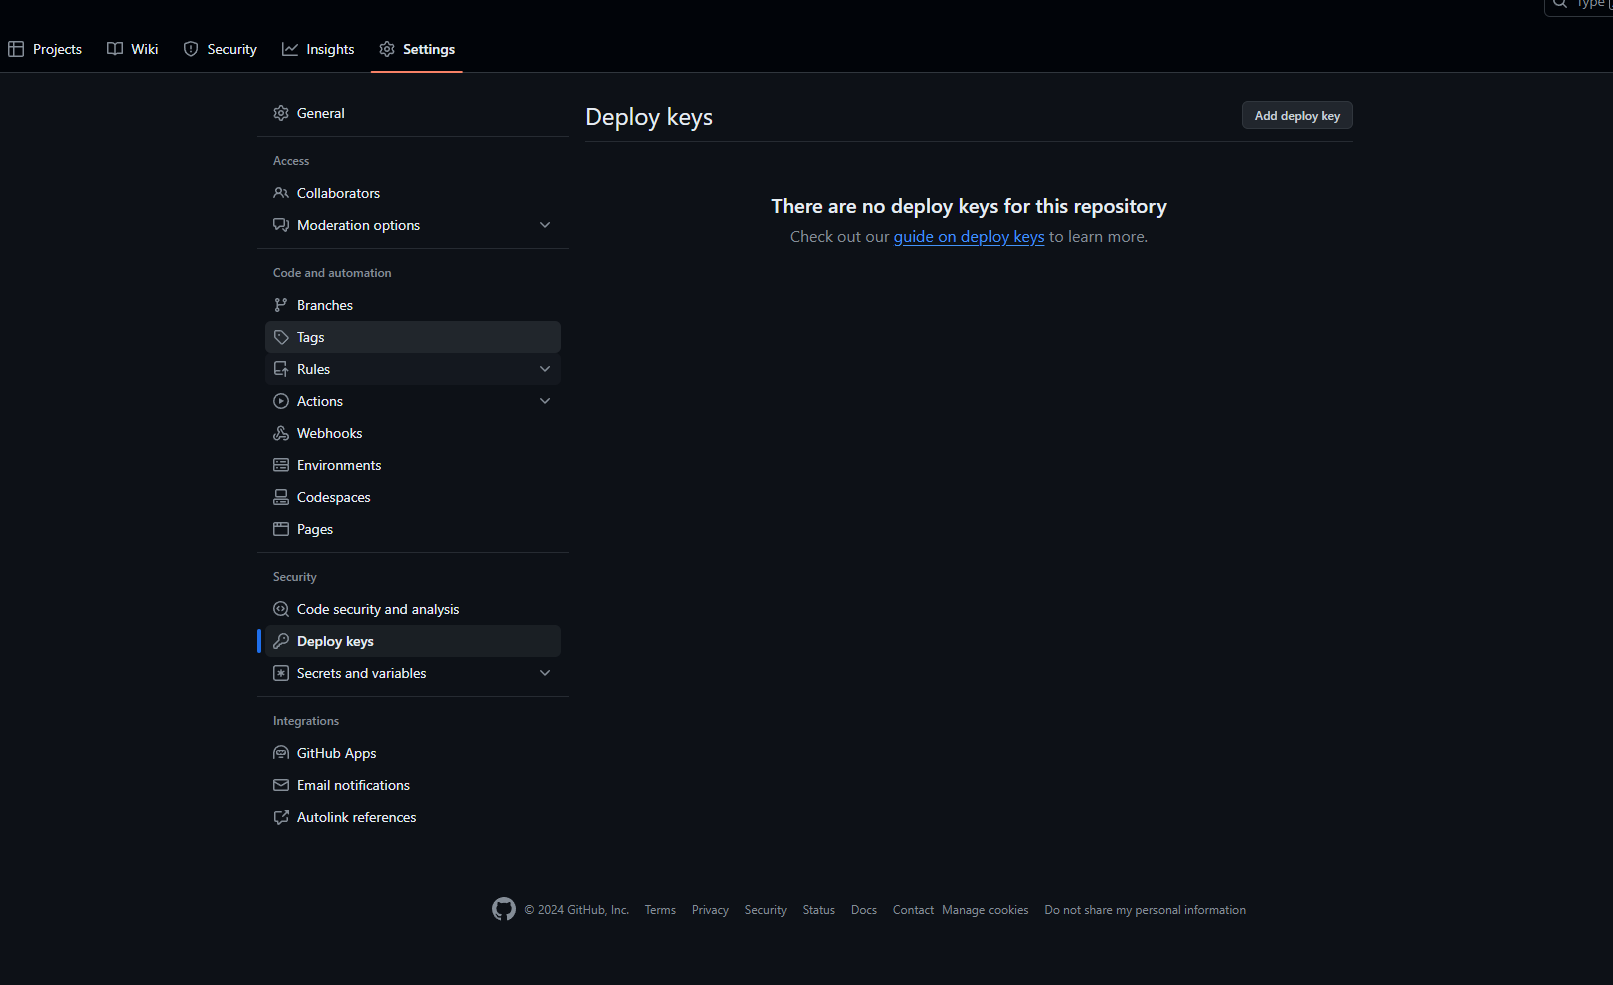 Type
Projects Wiki Security Insights Settings
General
Access
Collaborators
Moderation options
Code and automation
Branches
Tags
Rules
Actions
Webhooks
Environments
Codespaces
Pages
Security
Code security and analysis
Deploy keys
Secrets and variables
Integrations
GitHub Apps
Email notifications
Autolink references
Deploy keys
Add deploy key
There are no deploy keys for this repository
Check out our guide on deploy keys to learn more.
© 2024 GitHub, Inc. Terms Privacy Security Status Docs Contact Manage cookies Do not share my personal information